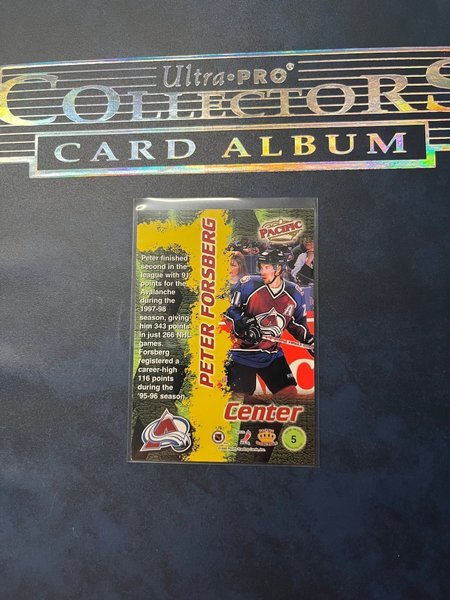 Ultra·PRO®
COLLECTORS
CARD ALBUM
PACIFIC
Peter finished
second in the
league with 91
points for the
Avalanche
during the
1997-98
season, giving
him 343 points
in just 266 NHL
games.
Forsberg
registered a
career-high
116 points
during the
'95-96 season.
PETER FORSBERG
Center
5